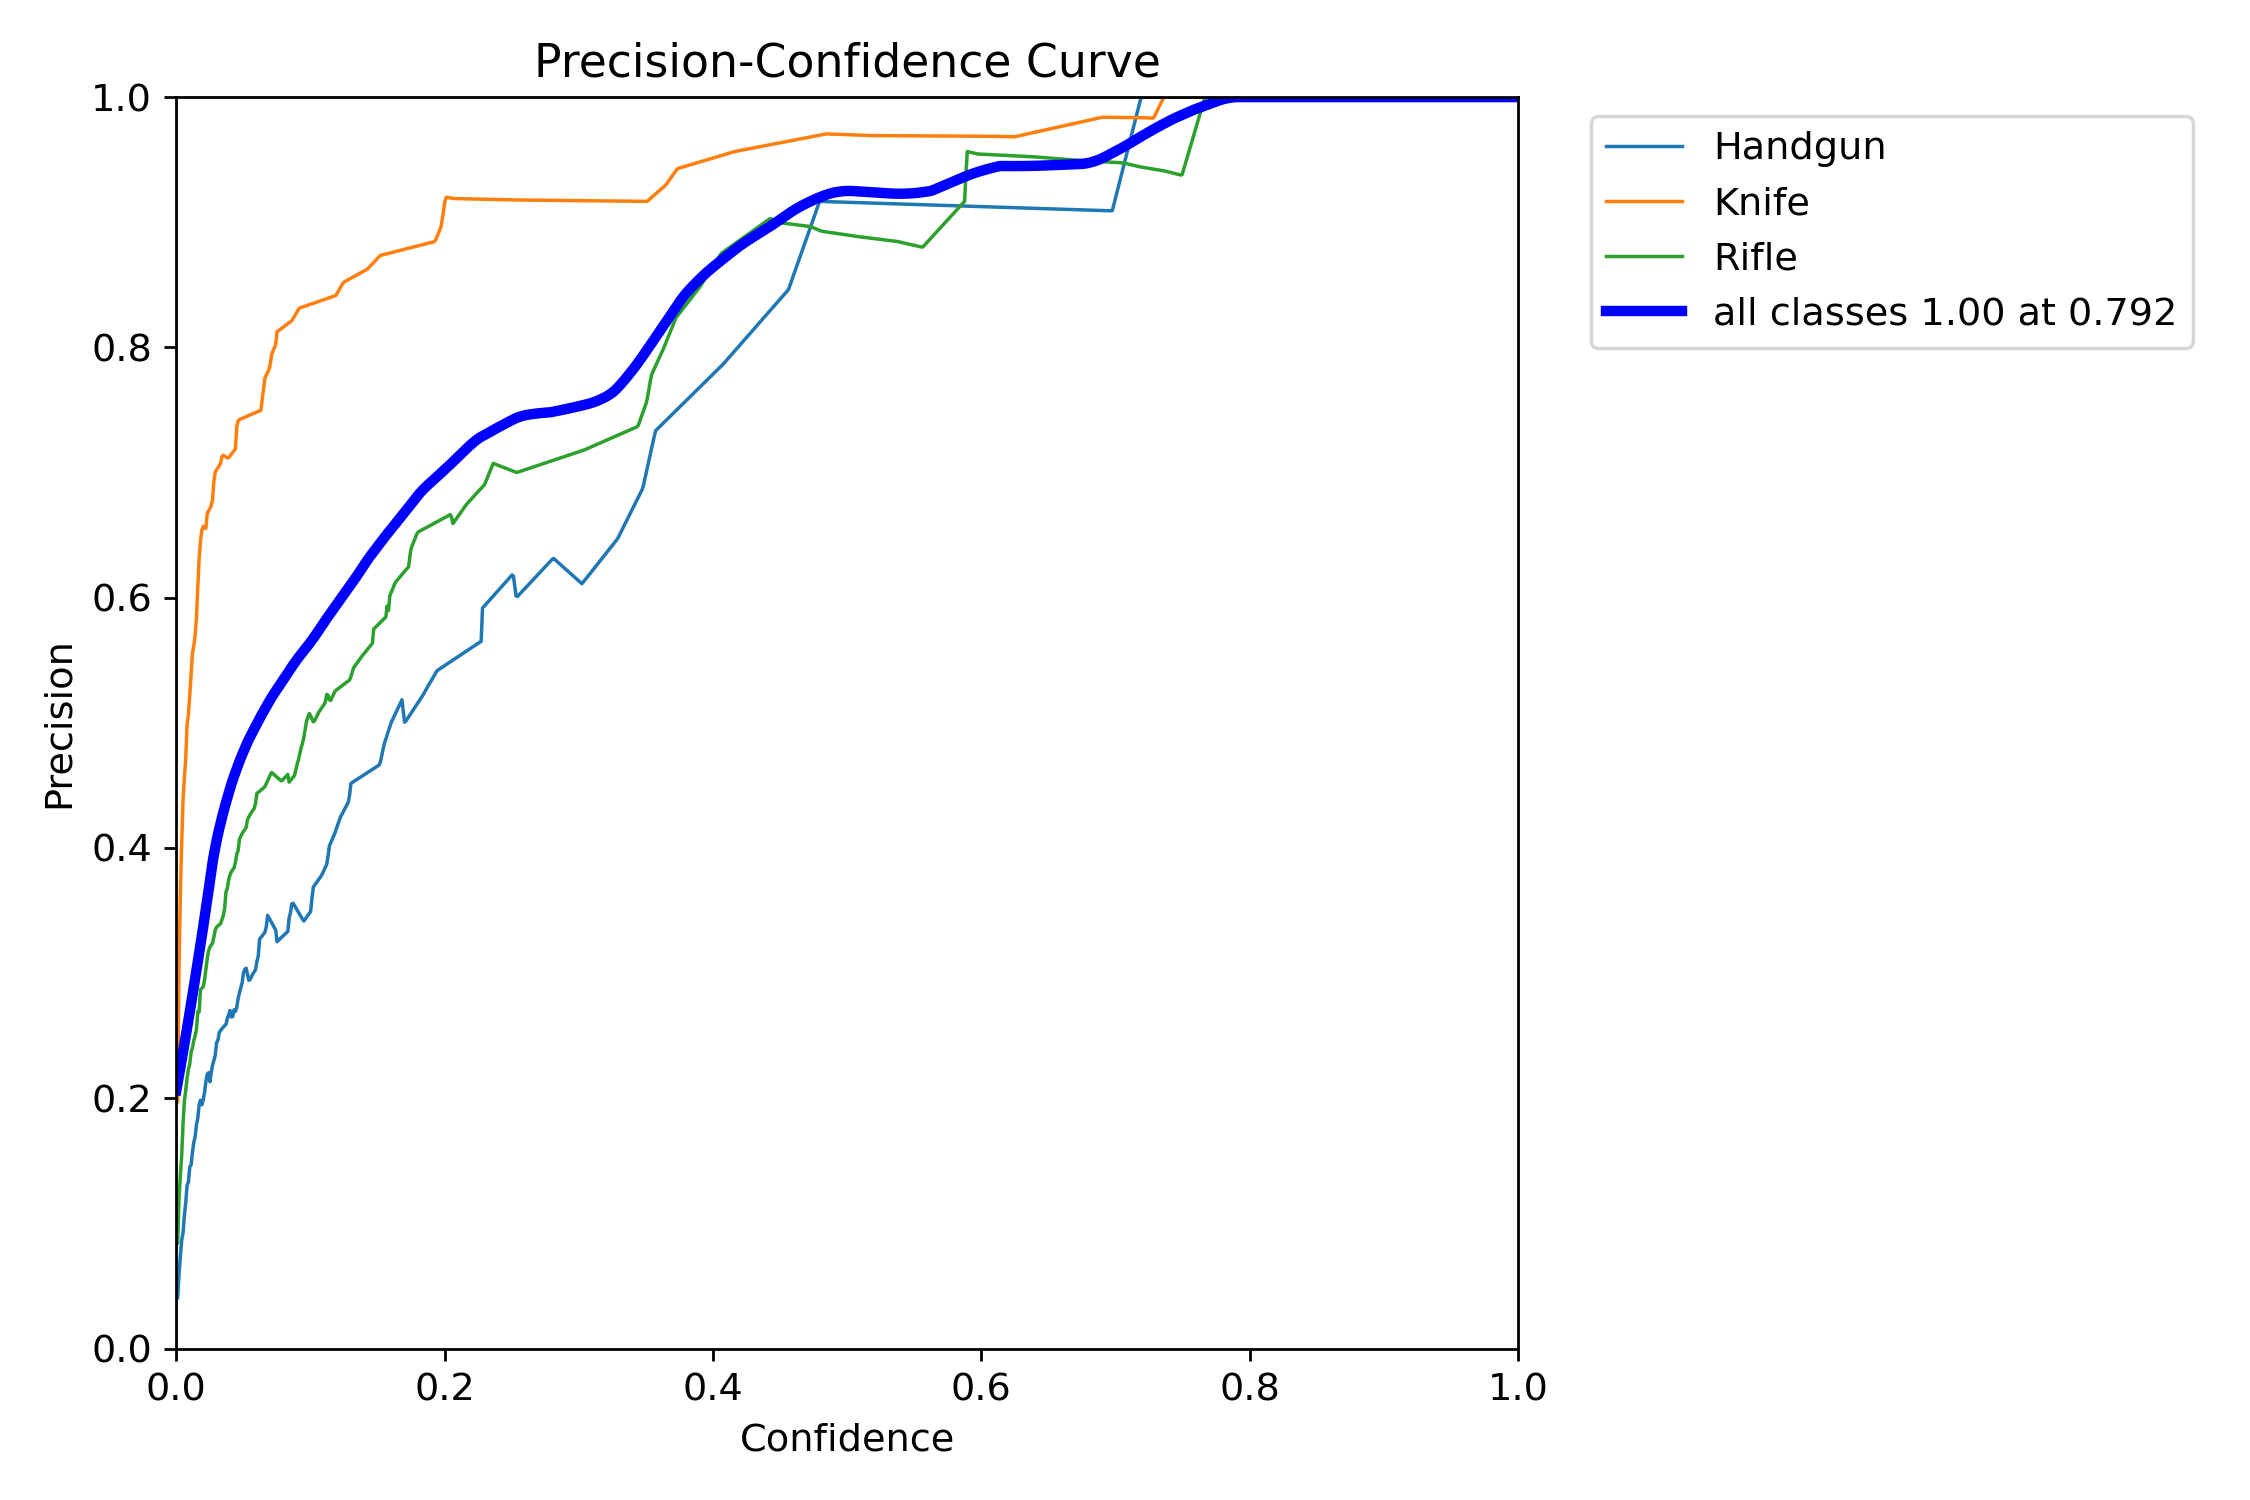 Precision-Confidence Curve
1.0
0.8
0.6
0.4
0.2
0.0
Precision
0.0 0.2 0.4 0.6 0.8 1.0
Confidence
Handgun
Knife
Rifle
all classes 1.00 at 0.792